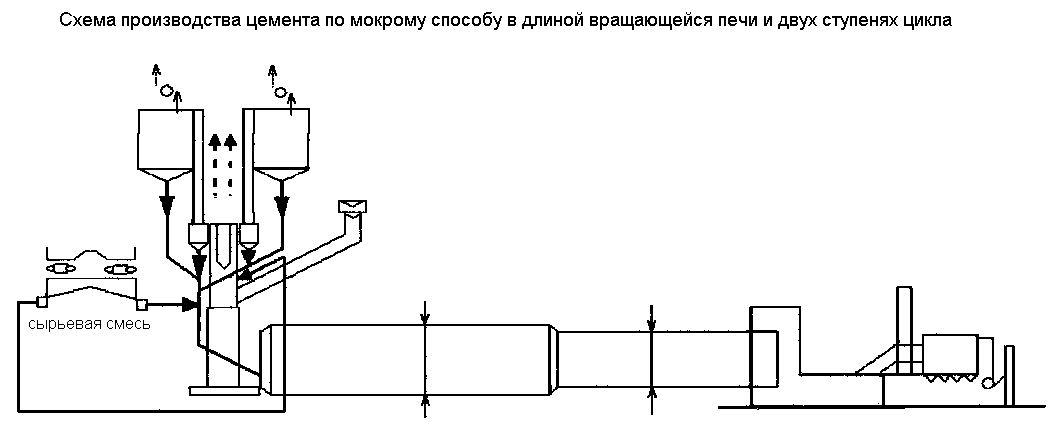 Схема производства цемента по мокрому способу в длиной вращающейся печи и двух ступенях цикла
сырьевая смесь